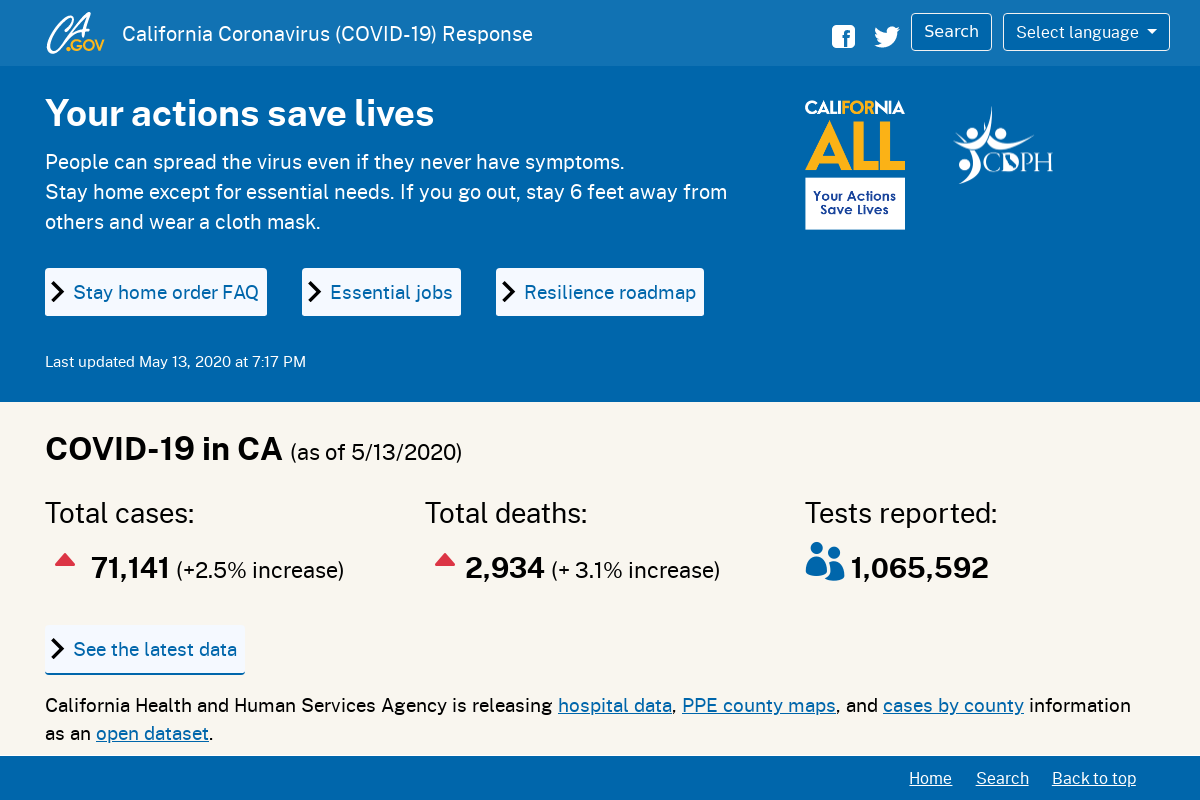 CA.GOV California Coronavirus (COVID-19) Response
Search
Select language
Your actions save lives
People can spread the virus even if they never have symptoms.
Stay home except for essential needs. If you go out, stay 6 feet away from
others and wear a cloth mask.
CALIFORNIA
ALL
Your Actions
Save Lives
CDPH
Stay home order FAQ
Essential jobs
Resilience roadmap
Last updated May 13, 2020 at 7:17 PM
COVID-19 in CA (as of 5/13/2020)
Total cases:
71,141 (+2.5% increase)
Total deaths:
2,934 (+ 3.1% increase)
Tests reported:
1,065,592
See the latest data
California Health and Human Services Agency is releasing hospital data, PPE county maps, and cases by county information
as an open dataset.
Home
Search
Back to top